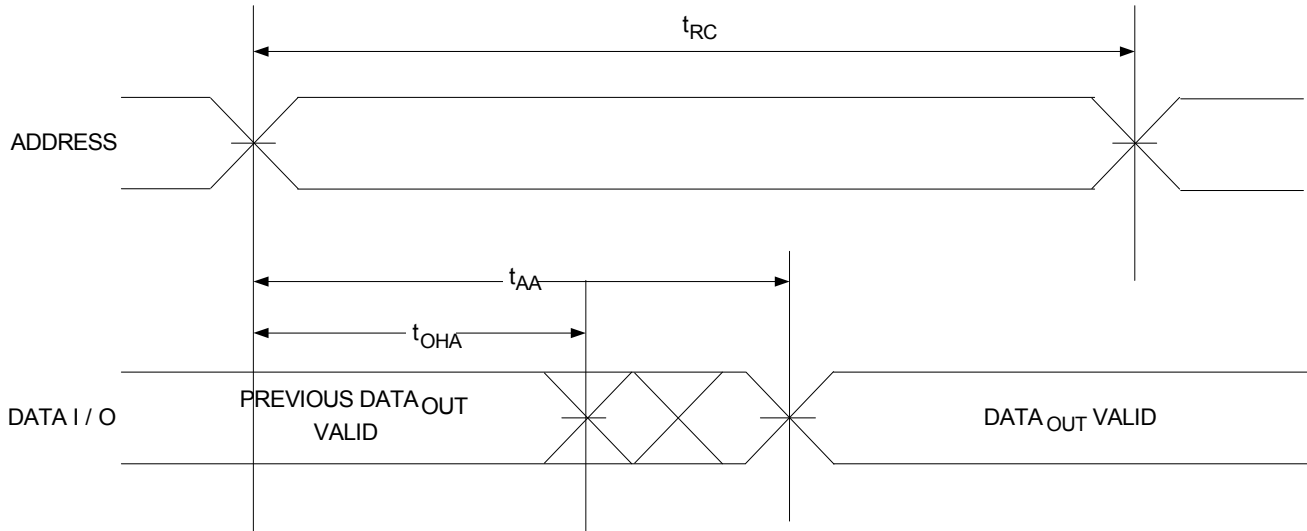 tRC
ADDRESS
tAA
tOHA
DATA I / O
PREVIOUS DATA OUT
VALID
DATA OUT VALID